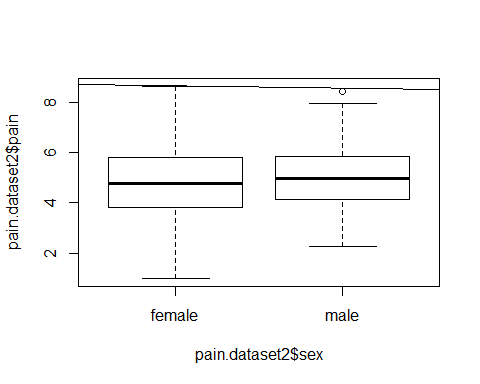 pain.dataset2$pain
8
6
4
2
female male
pain.dataset2$sex